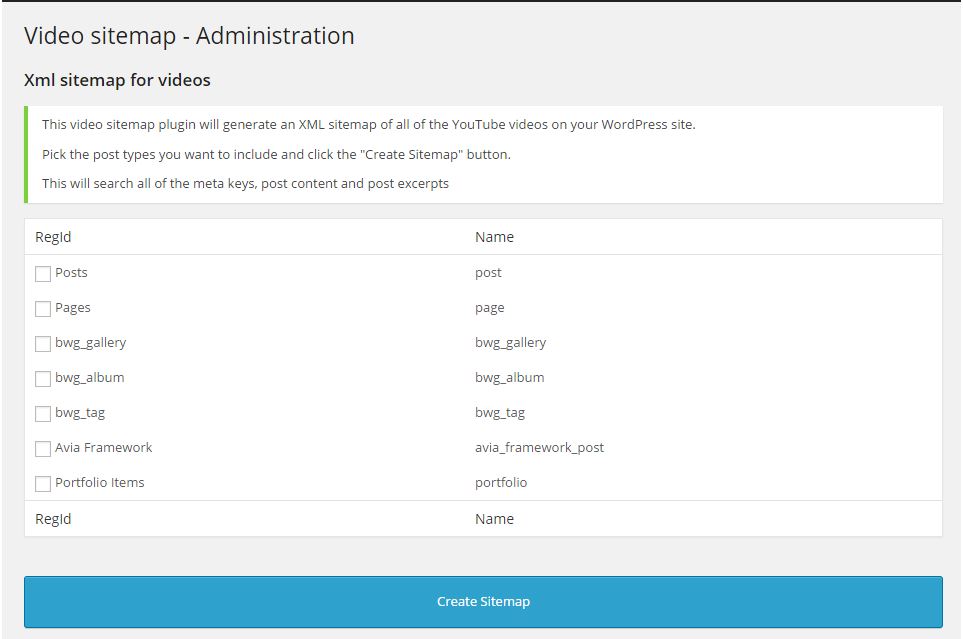 Video sitemap - Administration
Xml sitemap for videos
This video sitemap plugin will generate an XML sitemap of all of the YouTube videos on your WordPress site.
Pick the post types you want to include and click the "Create Sitemap" button.
This will search all of the meta keys, post content and post excerpts
RegId Name
Posts post
Pages page
bwg_gallery bwg_gallery
bwg_album bwg_album
bwg_tag bwg_tag
Avia Framework avia_framework_post
Portfolio Items portfolio
RegId Name
Create Sitemap